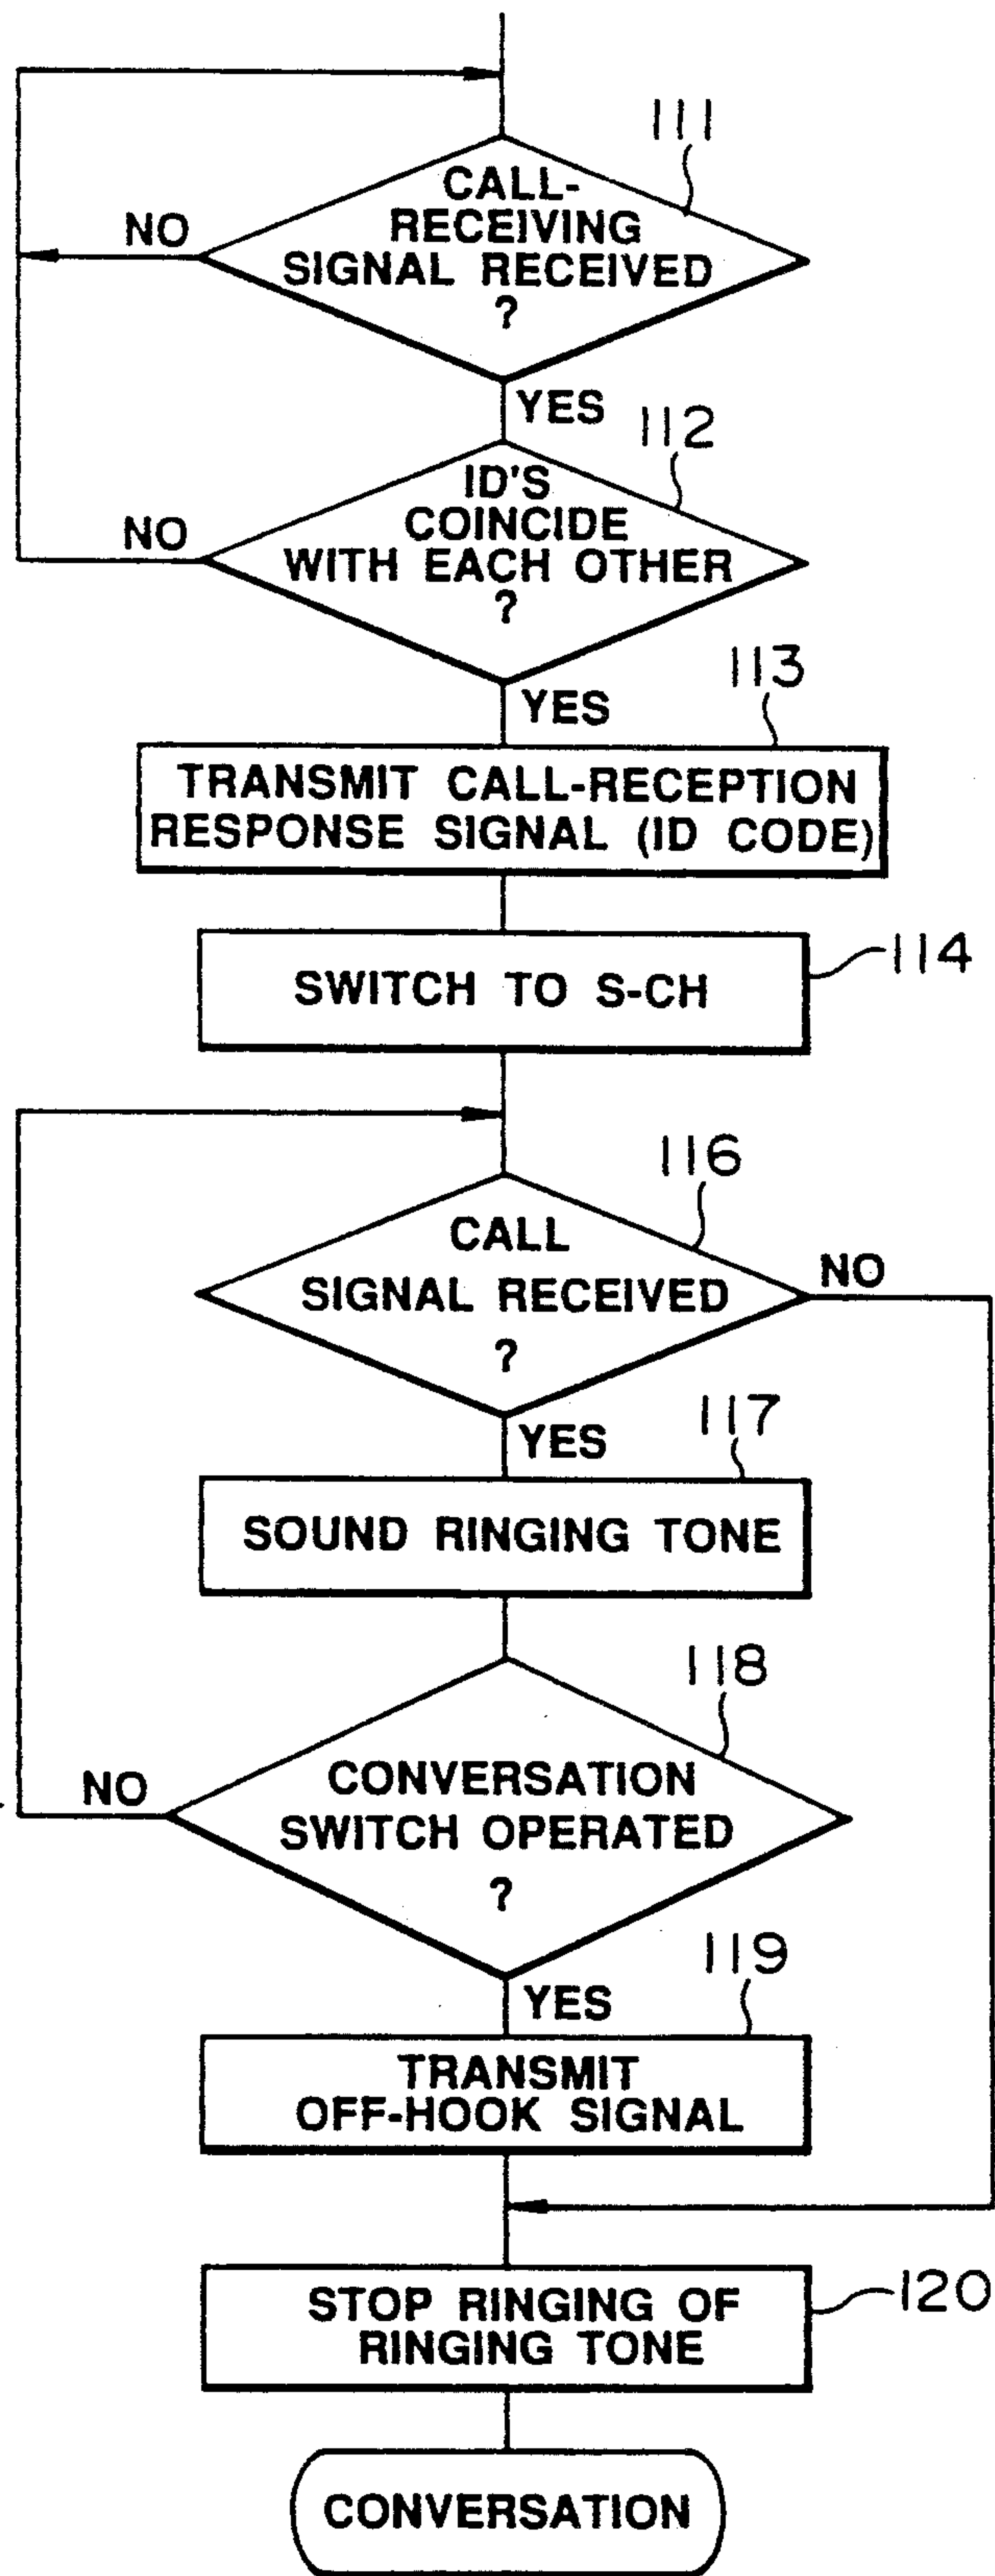 111
CALL-
RECEIVING
SIGNAL RECEIVED
?
NO
YES
112
ID'S
COINCIDE
WITH EACH OTHER
?
NO
YES
113
TRANSMIT CALL-RECEPTION
RESPONSE SIGNAL (ID CODE)
114
SWITCH TO S-CH
116
CALL
SIGNAL RECEIVED
?
NO
YES
117
SOUND RINGING TONE
118
CONVERSATION
SWITCH OPERATED
?
NO
YES
119
TRANSMIT
OFF-HOOK SIGNAL
120
STOP RINGING OF
RINGING TONE
CONVERSATION